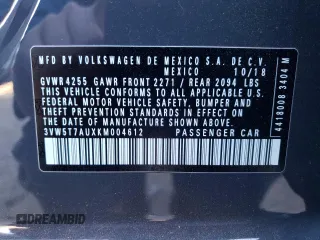 MFD BY VOLKSWAGEN DE MEXICO S.A. DE C.V.
MEXICO 10/18
GVWR4255 GAWR FRONT 2271 / REAR 2094 LBS
THIS VEHICLE CONFORMS TO ALL APPLICABLE U.S.
FEDERAL MOTOR VEHICLE SAFETY, BUMPER AND
THEFT PREVENTION STANDARDS IN EFFECT ON THE
DATE OF MANUFACTURE SHOWN ABOVE
3VW5T7AUXKM004612 PASSENGER CAR
4418008 3404 M
DREAMBID